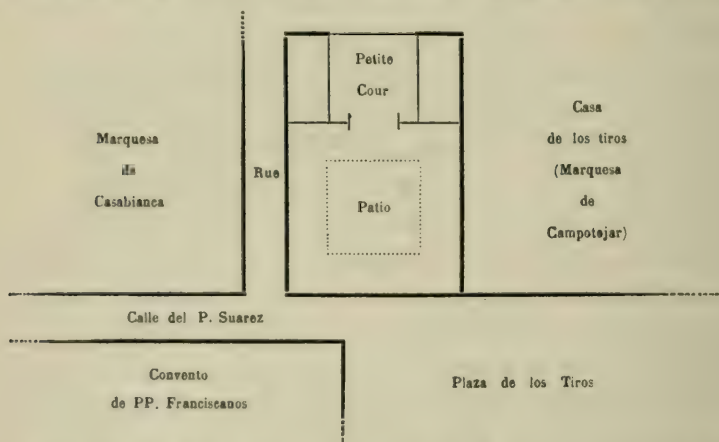 Petite
Cour
Marquesa
de
Casabianca
Rue
Patio
Casa
de los tiros
(Marquesa
de
Campotejar)
Calle del P. Suarez
Convento
de PP. Franciscanos
Plaza de los Tiros